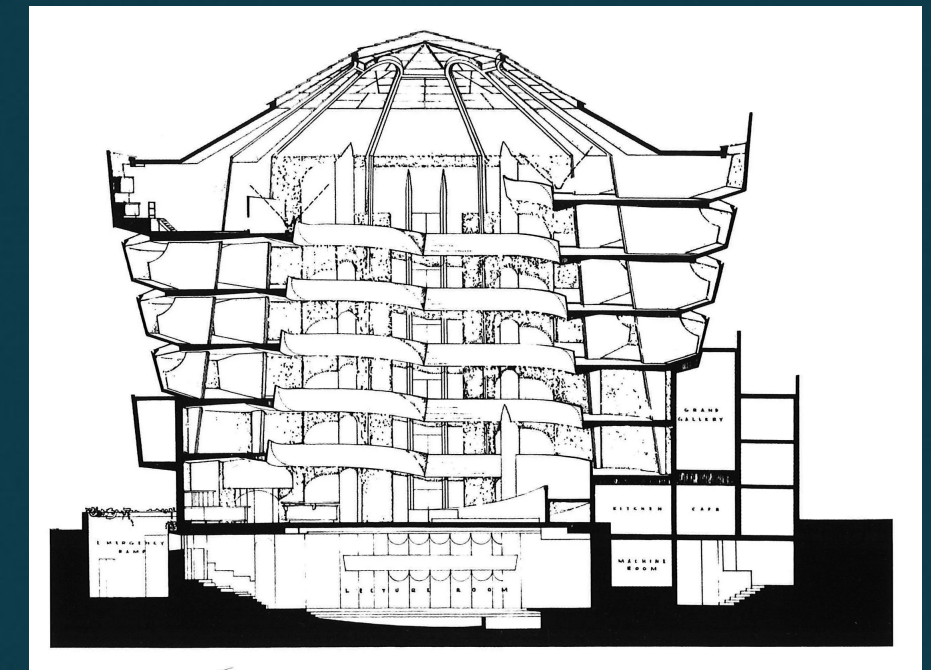 GRAND
GALLERY
KITCHEN
CAFE
EMERGENCY
RAMP
MACHINE
ROOM
LECTURE ROOM